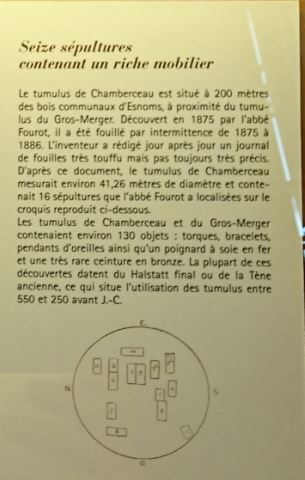 Seize sépultures
contenant un riche mobilier
Le tumulus de Chamberceau est situé à 200 mètres
des bois communaux d'Esnoms, à proximité du tumu-
lus du Gros-Merger. Découvert en 1875 par l'abbé
Fourot, il a été fouillé par intermittence de 1875 à
1886. L'inventeur a rédigé jour après jour un journal
de fouilles très touffu mais pas toujours très précis.
D'après ce document, le tumulus de Chamberceau
mesurait environ 41,26 mètres de diamètre et conte-
nait 16 sépultures que l'abbé Fourot a localisées sur le
croquis reproduit ci-dessous.
Les tumulus de Chamberceau et du Gros-Merger
contenaient environ 130 objets : torques, bracelets,
pendants d'oreilles ainsi qu'un poignard à soie en fer
et une très rare ceinture en bronze. La plupart de ces
découvertes datent du Halstatt final ou de la Tène
ancienne, ce qui situe l'utilisation des tumulus entre
550 et 250 avant J.-C.
E.
N.
S.
O